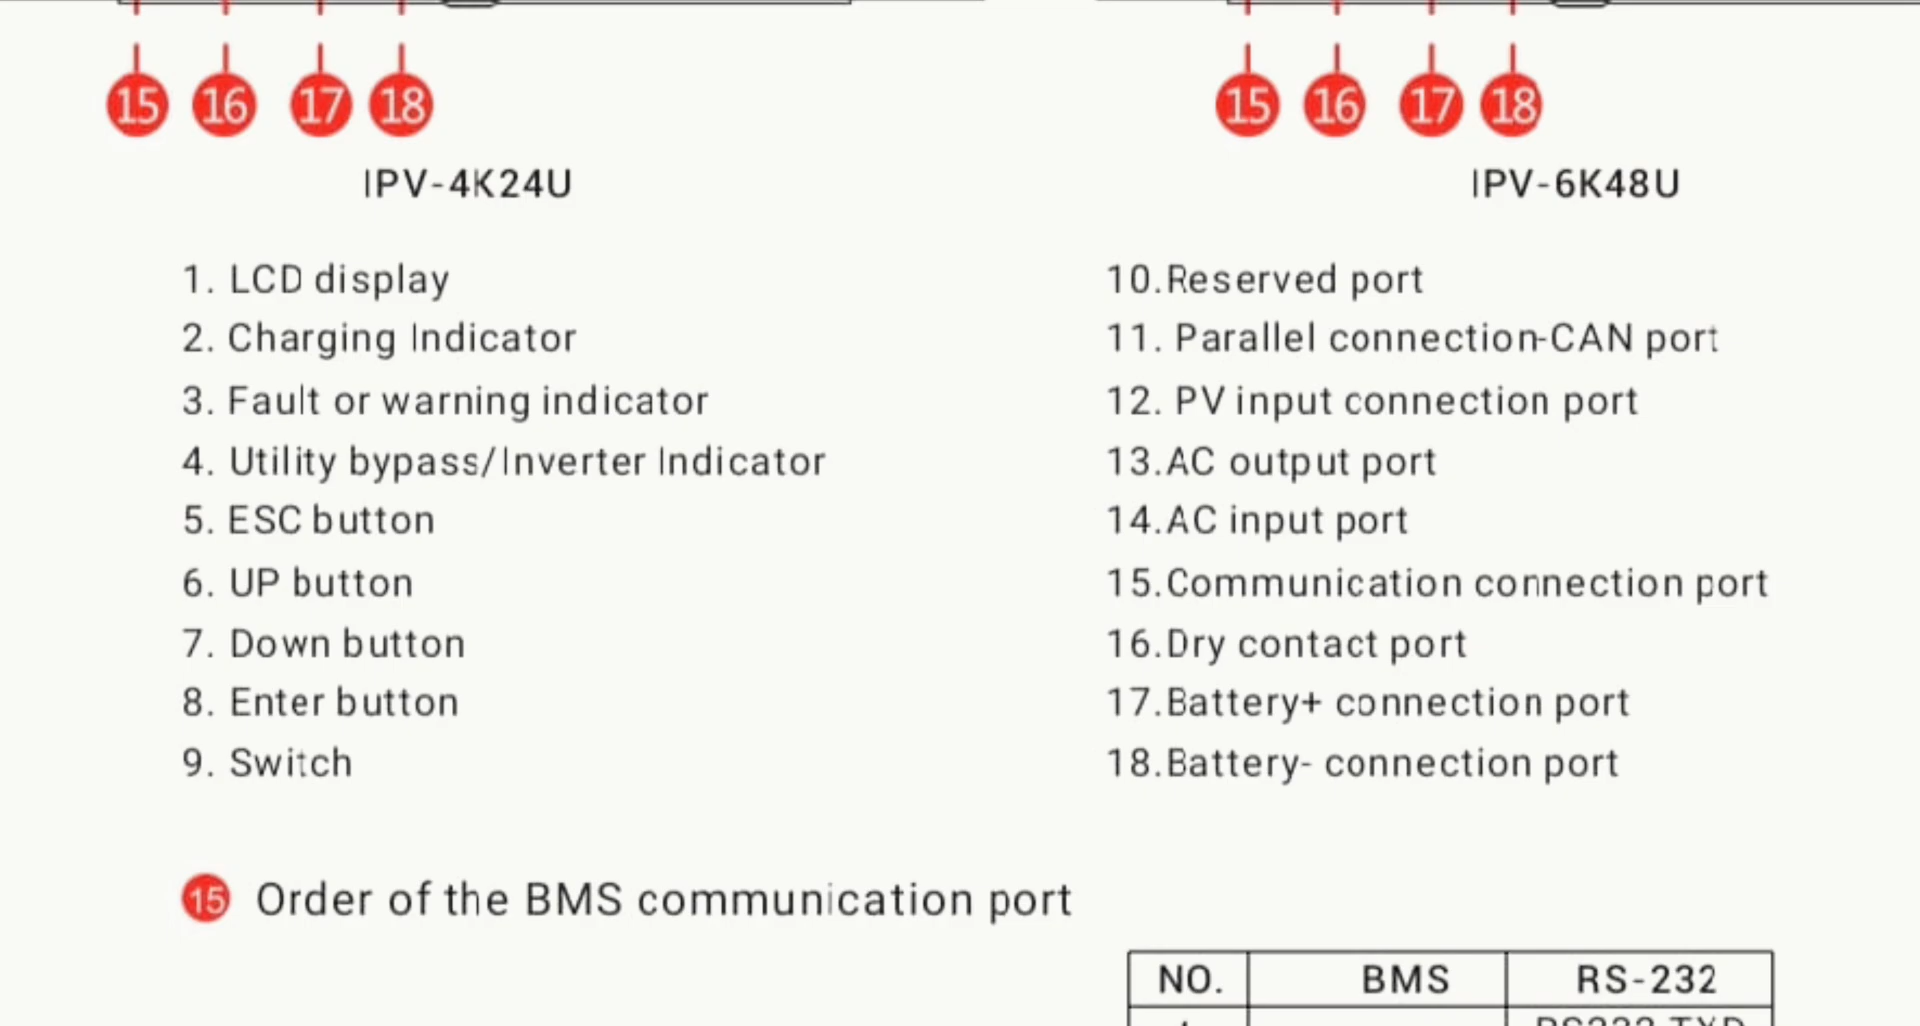 15 16 17 18
15 16 17 18
IPV-4K24U
IPV-6K48U
1. LCD display
2. Charging Indicator
3. Fault or warning indicator
4. Utility bypass/Inverter Indicator
5. ESC button
6. UP button
7. Down button
8. Enter button
9. Switch
10.Reserved port
11. Parallel connection-CAN port
12. PV input connection port
13.AC output port
14.AC input port
15.Communication connection port
16.Dry contact port
17.Battery+ connection port
18.Battery- connection port
15 Order of the BMS communication port
NO. BMS RS-232